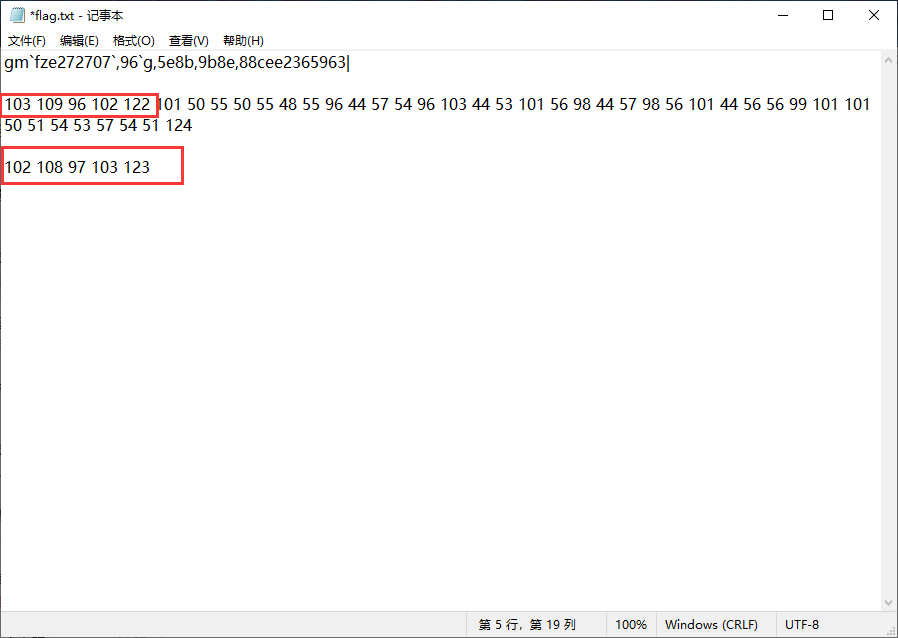 *flag.txt - 记事本
文件(F) 编辑(E) 格式(O) 查看(V) 帮助(H)
gm`fze272707`,96`g,5e8b,9b8e,88cee2365963|
103 109 96 102 122 101 50 55 50 55 48 55 96 44 57 54 96 103 44 53 101 56 98 44 57 98 56 101 44 56 56 99 101 101
50 51 54 53 57 54 51 124
102 108 97 103 123
第 5 行，第 19 列 100% Windows (CRLF) UTF-8